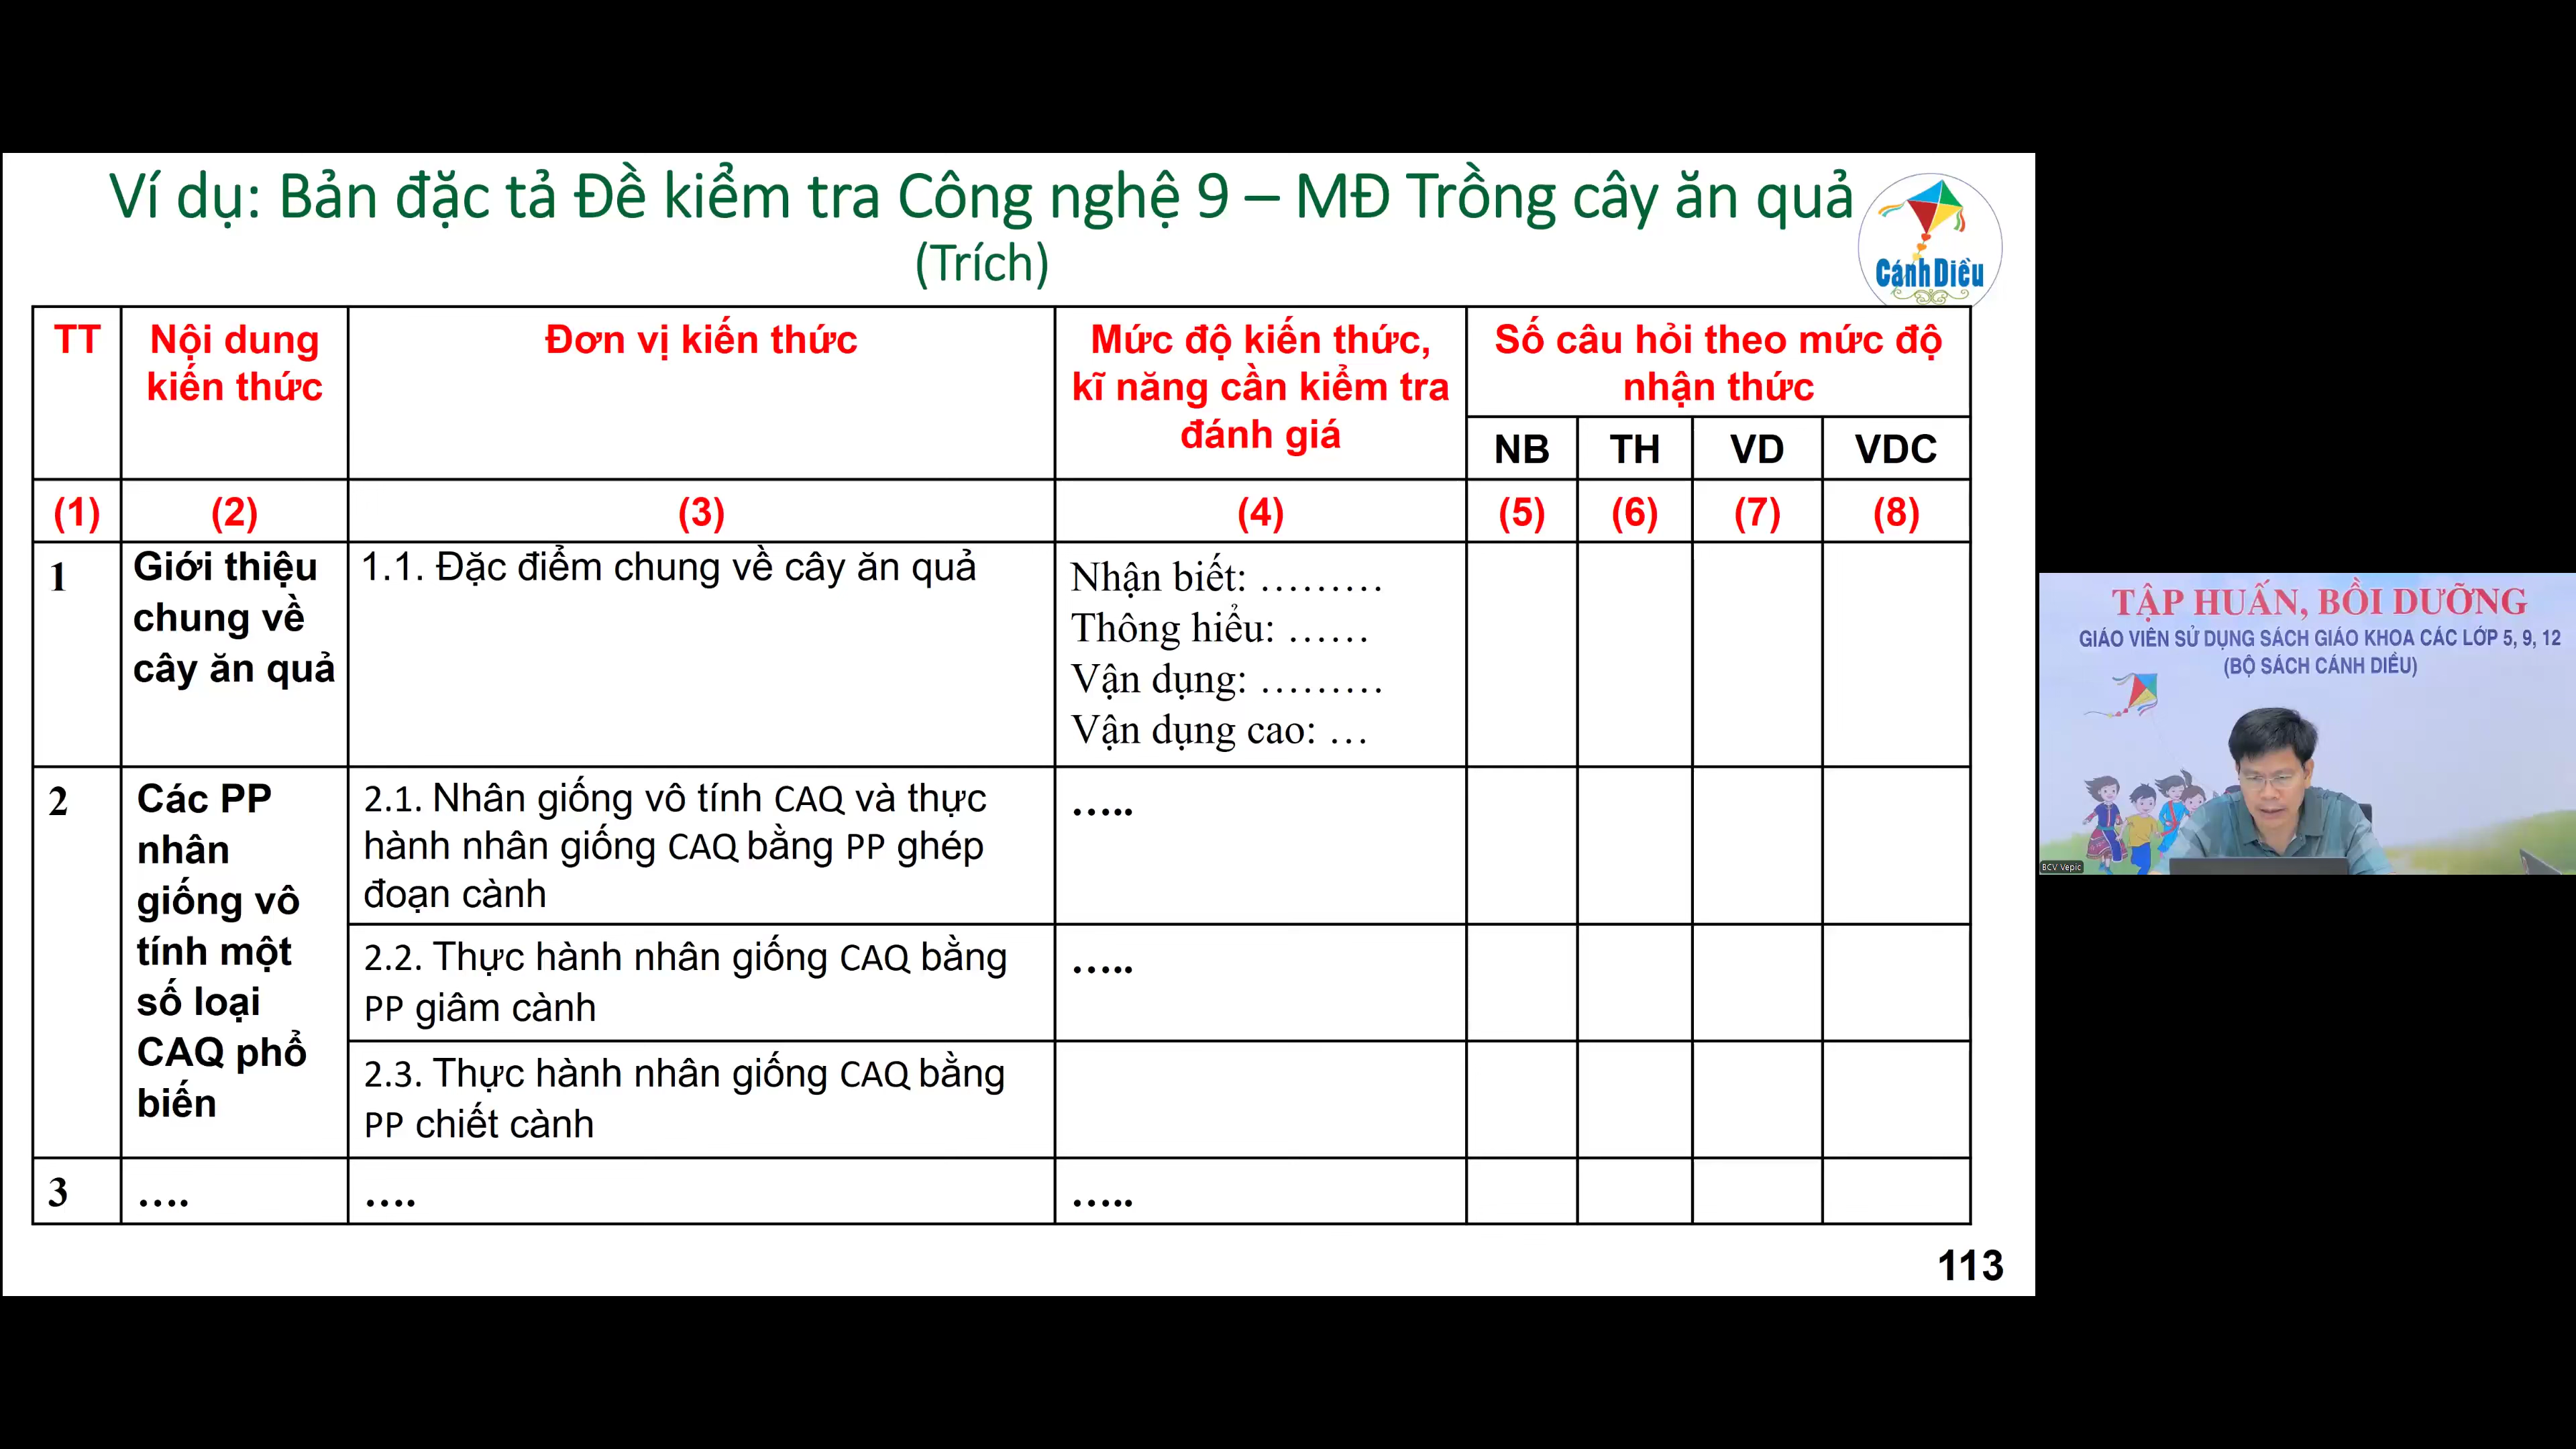 Ví dụ: Bản đặc tả Đề kiểm tra Công nghệ 9 – MĐ Trồng cây ăn quả
(Trích)
Cánh Diều
TT
Nội dung
kiến thức
Đơn vị kiến thức
Mức độ kiến thức,
kĩ năng cần kiểm tra
đánh giá
Số câu hỏi theo mức độ
nhận thức
NB
TH
VD
VDC
(1)
(2)
(3)
(4)
(5)
(6)
(7)
(8)
1
Giới thiệu
chung về
cây ăn quả
1.1. Đặc điểm chung về cây ăn quả
Nhận biết: ………
Thông hiểu: ……
Vận dụng: ………
Vận dụng cao: …
2
Các PP
nhân
giống vô
tính một
số loại
CAQ phổ
biến
2.1. Nhân giống vô tính CAQ và thực
hành nhân giống CAQ bằng PP ghép
đoạn cành
…..
2.2. Thực hành nhân giống CAQ bằng
PP giâm cành
…..
2.3. Thực hành nhân giống CAQ bằng
PP chiết cành
3
….
….
…..
113
TẬP HUẤN, BỒI DƯỠNG
GIÁO VIÊN SỬ DỤNG SÁCH GIÁO KHOA CÁC LỚP 5, 9, 12
(BỘ SÁCH CÁNH DIỀU)
BCV Vepic